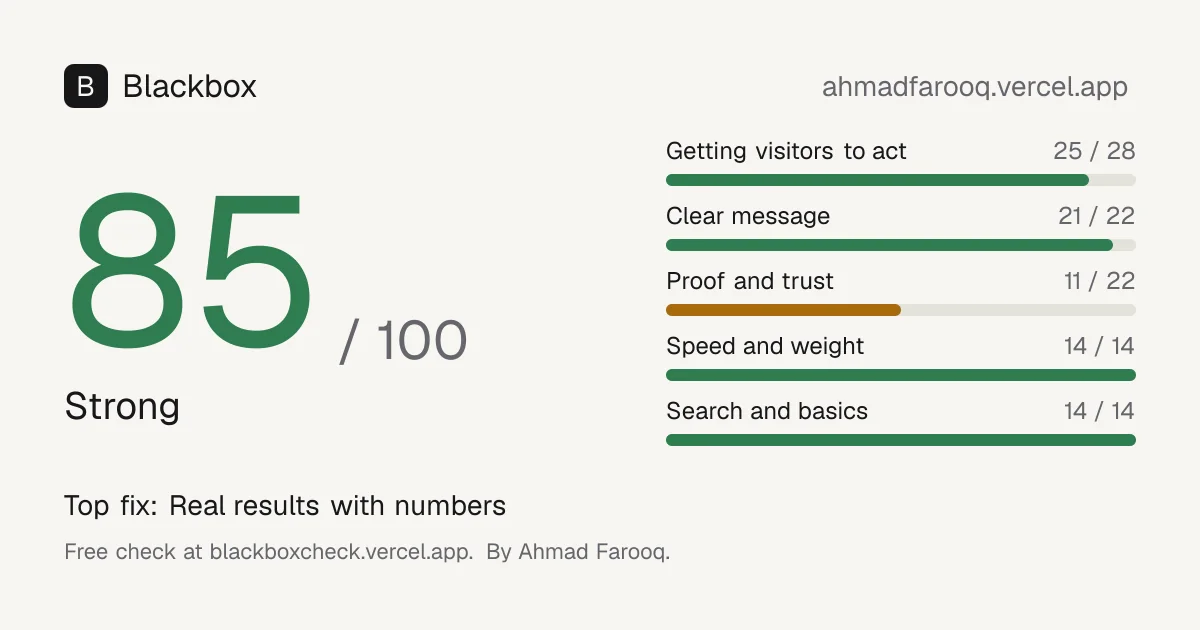 B Blackbox
ahmadfarooq.vercel.app
85 / 100
Strong
Getting visitors to act 25 / 28
Clear message 21 / 22
Proof and trust 11 / 22
Speed and weight 14 / 14
Search and basics 14 / 14
Top fix: Real results with numbers
Free check at blackboxcheck.vercel.app. By Ahmad Farooq.